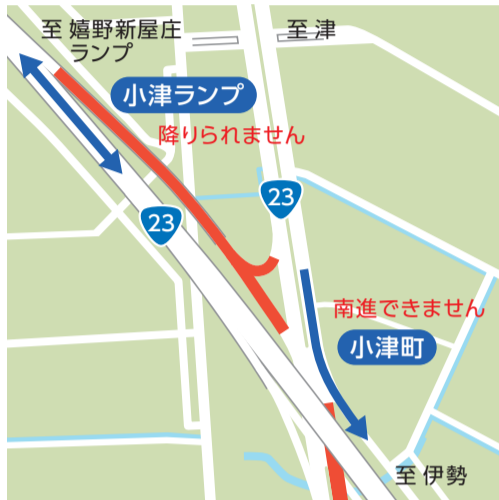 至 嬉野新屋庄
ランプ
至 津
小津ランプ
降りられません
23
23
南進できません
小津町
至 伊勢